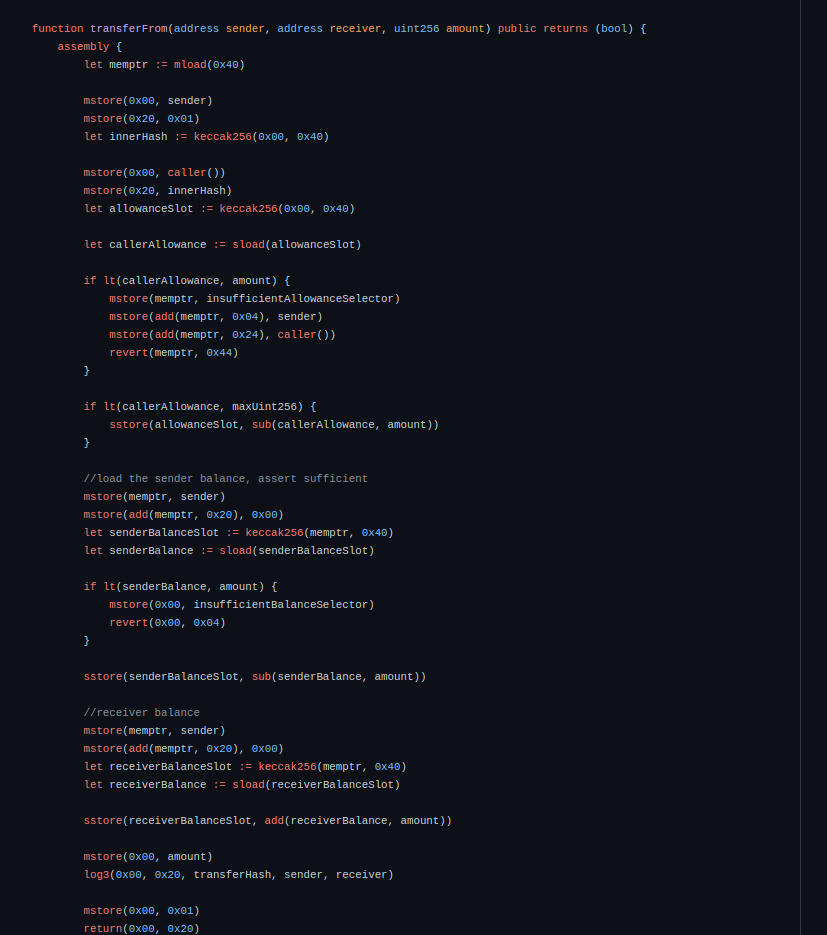 function transferFrom(address sender, address receiver, uint256 amount) public returns (bool) {
assembly {
let memptr := mload(0x40)
mstore(0x00, sender)
mstore(0x20, 0x01)
let innerHash := keccak256(0x00, 0x40)
mstore(0x00, caller())
mstore(0x20, innerHash)
let allowanceSlot := keccak256(0x00, 0x40)
let callerAllowance := sload(allowanceSlot)
if lt(callerAllowance, amount) {
mstore(memptr, insufficientAllowanceSelector)
mstore(add(memptr, 0x04), sender)
mstore(add(memptr, 0x24), caller())
revert(memptr, 0x44)
}
if lt(callerAllowance, maxUint256) {
sstore(allowanceSlot, sub(callerAllowance, amount))
}
//load the sender balance, assert sufficient
mstore(memptr, sender)
mstore(add(memptr, 0x20), 0x00)
let senderBalanceSlot := keccak256(memptr, 0x40)
let senderBalance := sload(senderBalanceSlot)
if lt(senderBalance, amount) {
mstore(0x00, insufficientBalanceSelector)
revert(0x00, 0x04)
}
sstore(senderBalanceSlot, sub(senderBalance, amount))
//receiver balance
mstore(memptr, sender)
mstore(add(memptr, 0x20), 0x00)
let receiverBalanceSlot := keccak256(memptr, 0x40)
let receiverBalance := sload(receiverBalanceSlot)
sstore(receiverBalanceSlot, add(receiverBalance, amount))
mstore(0x00, amount)
log3(0x00, 0x20, transferHash, sender, receiver)
mstore(0x00, 0x01)
return(0x00, 0x20)